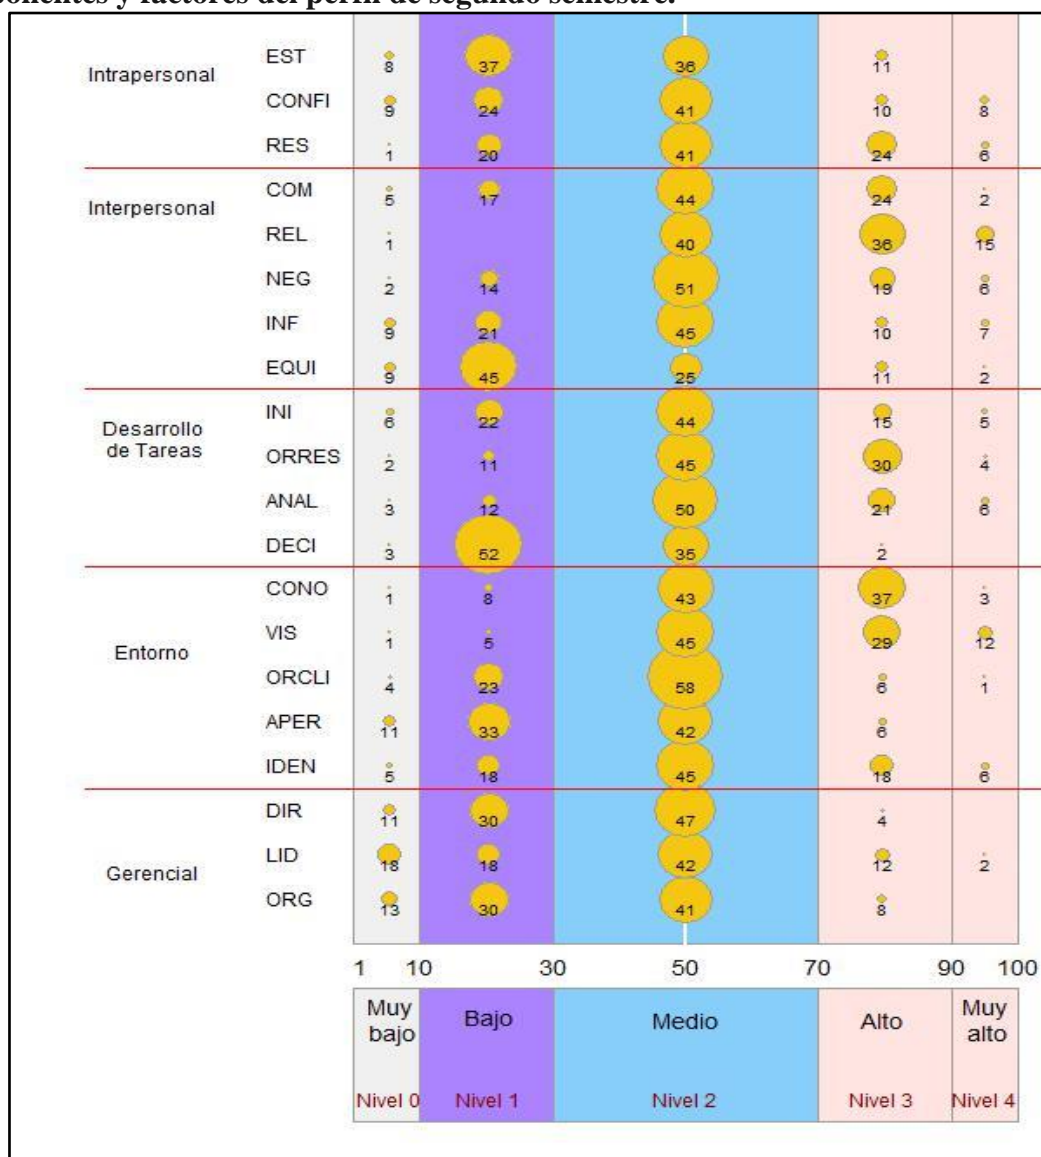 onentes y factores del perfil de segundo semestre.
Intrapersonal
EST 8 37 36 11
CONFI 9 24 41 10 8
RES 1 20 41 24 6
Interpersonal
COM 5 17 44 24 2
REL 1 40 36 15
NEG 2 14 51 19 6
INF 9 21 45 10 7
EQUI 9 45 25 11 2
Desarrollo
de Tareas
INI 6 22 44 15 5
ORRES 2 11 45 30 4
ANAL 3 12 50 21 6
DECI 3 52 35 2
Entorno
CONO 1 8 43 37 3
VIS 1 5 45 29 12
ORCLI 4 23 58 6 1
APER 11 33 42 6
IDEN 5 18 45 18 6
Gerencial
DIR 11 30 47 4
LID 18 18 42 12 2
ORG 13 30 41 8
1 10 30 50 70 90 100
Muy bajo Bajo Medio Alto Muy alto
Nivel 0 Nivel 1 Nivel 2 Nivel 3 Nivel 4